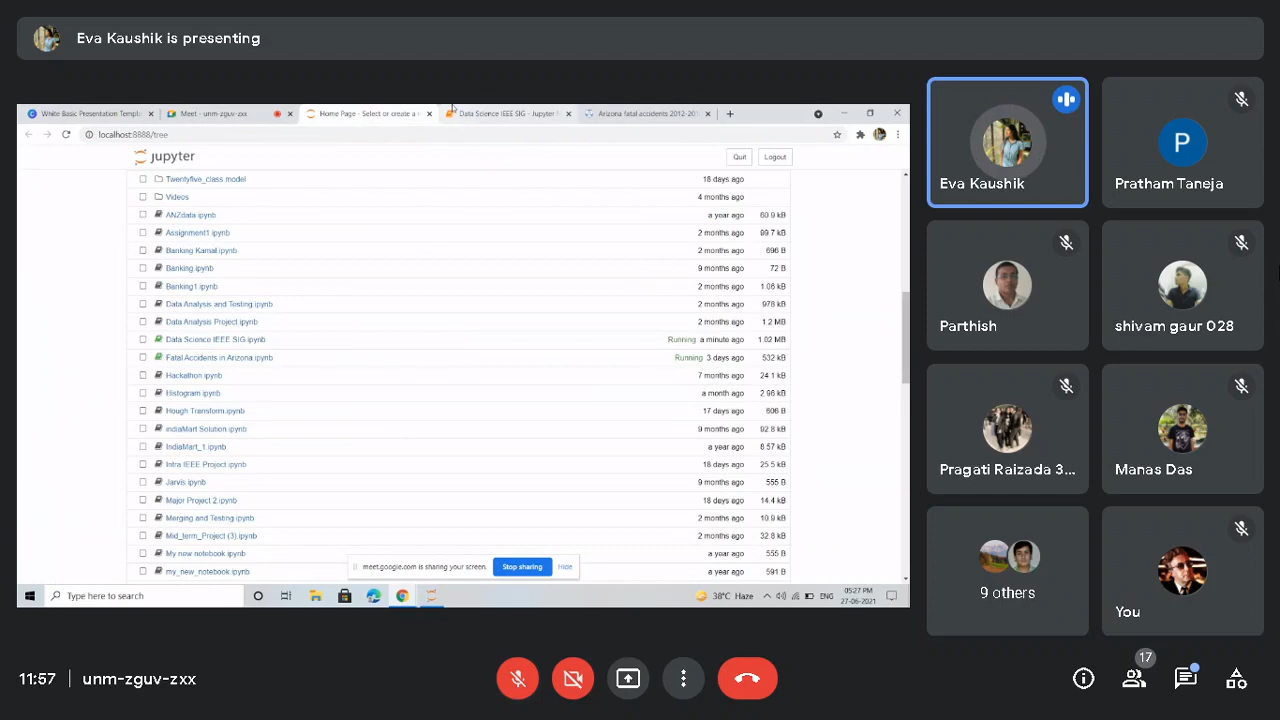 Eva Kaushik is presenting
White Basic Presentation Templ
Meet - unm-zguv-zxx
Home Page - Select or create a
Data Science IEEE SIG - Jupyter
Arizona fatal accidents 2012-20
localhost:8888/tree
jupyter
Quit
Logout
Twentyfive_class model 18 days ago
Videos 4 months ago
ANZdata.ipynb a year ago 60.9 kB
Assignment1.ipynb 2 months ago 99.7 kB
Banking Kamal.ipynb 2 months ago 696 B
Banking.ipynb 9 months ago 72 B
Banking1.ipynb 2 months ago 1.06 kB
Data Analysis and Testing.ipynb 2 months ago 978 kB
Data Analysis Project.ipynb 2 months ago 1.2 MB
Data Science IEEE SIG.ipynb Running a minute ago 1.02 MB
Fatal Accidents in Arizona.ipynb Running 3 days ago 532 kB
Hackathon.ipynb 7 months ago 24.1 kB
Histogram.ipynb a month ago 2.96 kB
Hough Transform.ipynb 17 days ago 606 B
indiaMart Solution.ipynb 9 months ago 92.8 kB
IndiaMart_1.ipynb a year ago 8.57 kB
Intra IEEE Project.ipynb 18 days ago 25.5 kB
Jarvis.ipynb 9 months ago 555 B
Major Project 2.ipynb 18 days ago 14.4 kB
Merging and Testing.ipynb 2 months ago 10.9 kB
Mid_term_Project (3).ipynb 2 months ago 32.8 kB
My new notebook.ipynb a year ago 555 B
my_new_notebook.ipynb a year ago 591 B
meet.google.com is sharing your screen.
Stop sharing
Hide
Type here to search
38°C Haze
ENG
05:27 PM
27-06-2021
Eva Kaushik
P
Pratham Taneja
Parthish
shivam gaur 028
Pragati Raizada 3...
Manas Das
9 others
You
11:57
unm-zguv-zxx
17